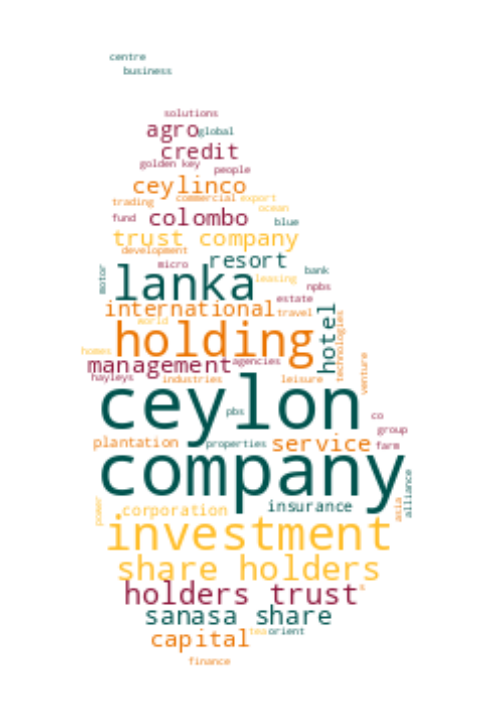 centre
business
solutions
agro global
credit
golden key
people
ceylinco
trading commercial export
ocean
fund colombo blue
trust company
development
resort
micro
bank
motor lanka leasing
npbs
estate
international travel
world
holding hotel technologies
homes
management agencies
venture
hayleys industries leisure
ceylon
pbs
co
group
plantation properties service farm
company
alliance
power corporation insurance asia
investment
share holders
holders trust s
sanasa share
capital tea orient
finance